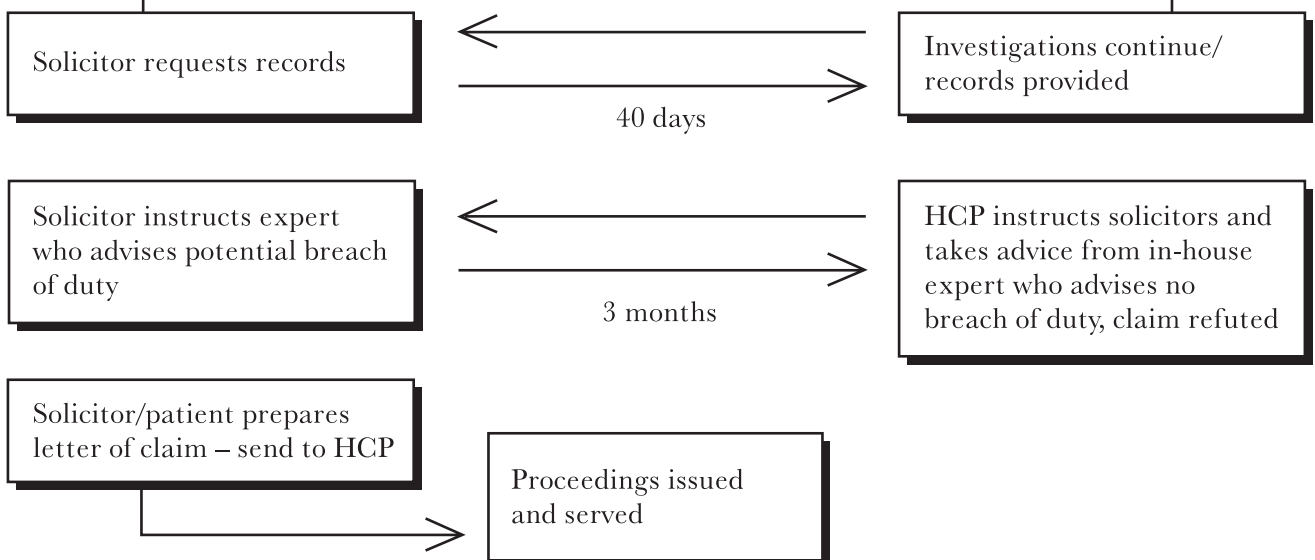 Solicitor requests records
Investigations continue/
records provided
40 days
Solicitor instructs expert
who advises potential breach
of duty
HCP instructs solicitors and
takes advice from in-house
expert who advises no
breach of duty, claim refuted
3 months
Solicitor/patient prepares
letter of claim – send to HCP
Proceedings issued
and served